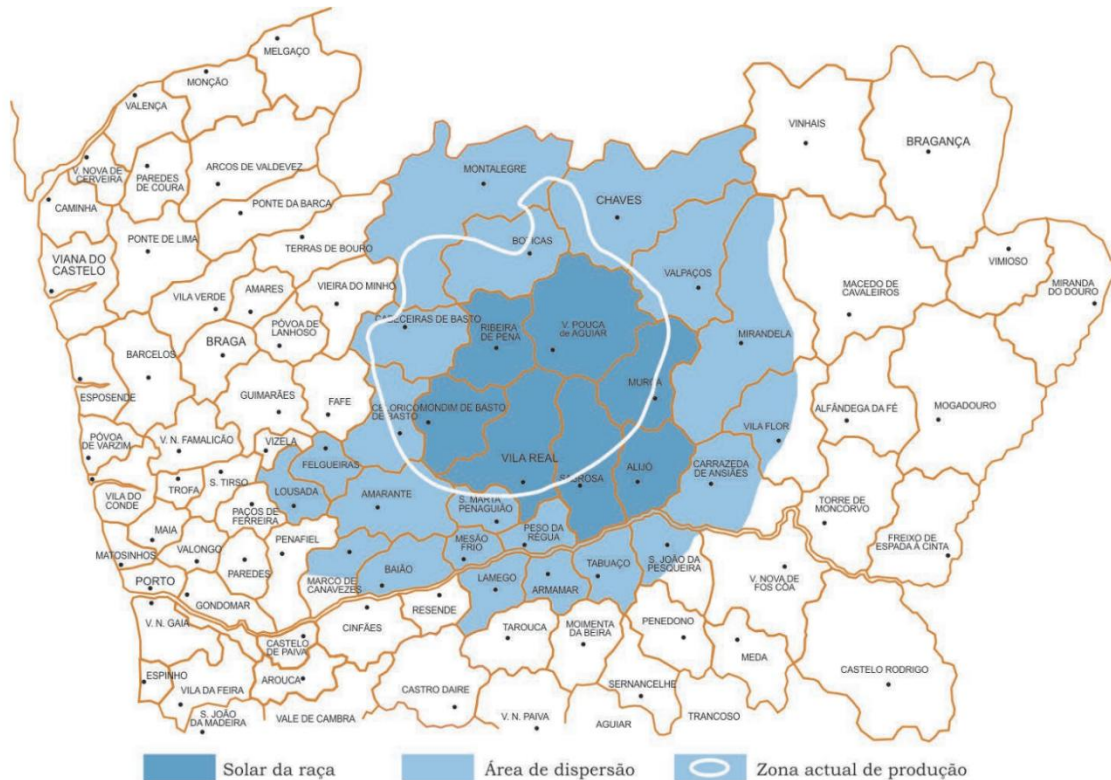 MELGAÇO
MONÇÃO
VALENÇA
VINHAIS
BRAGANÇA
V. NOVA DE
CERVEIRA
PAREDES
DE COURA
ARCOS DE VALDEVEZ
MONTALEGRE
CHAVES
CAMINHA
PONTE DA BARCA
PONTE DE LIMA
TERRAS DE BOURO
BOTICAS
VIMIOSO
VIANA DO
CASTELO
VIEIRA DO MINHO
VALPAÇOS
MACEDO DE
CAVALEIROS
MIRANDA
DO DOURO
VILA VERDE
AMARES
PÓVOA DE
LANHOSO
CABECEIRAS DE BASTO
RIBEIRA
DE PENA
V. POUCA
de AGUIAR
MIRANDELA
BARCELOS
BRAGA
ESPOSENDE
GUIMARÃES
FAFE
CELORICO
DE BASTO
MONDIM DE BASTO
MURÇA
ALFÂNDEGA DA FÉ
MOGADOURO
PÓVOA
DE VARZIM
V. N. FAMALICÃO
VIZELA
FELGUEIRAS
VILA REAL
VILA FLOR
CARRAZEDA
DE ANSIÃES
TROFA
S. TIRSO
LOUSADA
AMARANTE
SABROSA
ALIJÓ
VILA DO
CONDE
PAÇOS DE
FERREIRA
S. MARTA
PENAGUIÃO
TORRE DE
MONCORVO
MAIA
PENAFIEL
PESO DA
RÉGUA
FREIXO DE
ESPADA À CINTA
MATOSINHOS
VALONGO
PAREDES
MESÃO
FRIO
MARCO DE
CANAVEZES
BAIÃO
LAMEGO
ARMAMAR
TABUAÇO
S. JOÃO DA
PESQUEIRA
V. NOVA DE
FOS CÔA
PORTO
GONDOMAR
RESENDE
V. N. GAIA
CINFÃES
TAROUCA
MOIMENTA
DA BEIRA
PENEDONO
CASTELO
DE PAIVA
MEDA
ESPINHO
VILA DA FEIRA
AROUCA
CASTRO DAIRE
SERNANCELHE
CASTELO RODRIGO
S. JOÃO
DA MADEIRA
VALE DE CAMBRA
V. N. PAIVA
AGUIAR
TRANCOSO
Solar da raça
Área de dispersão
Zona actual de produção